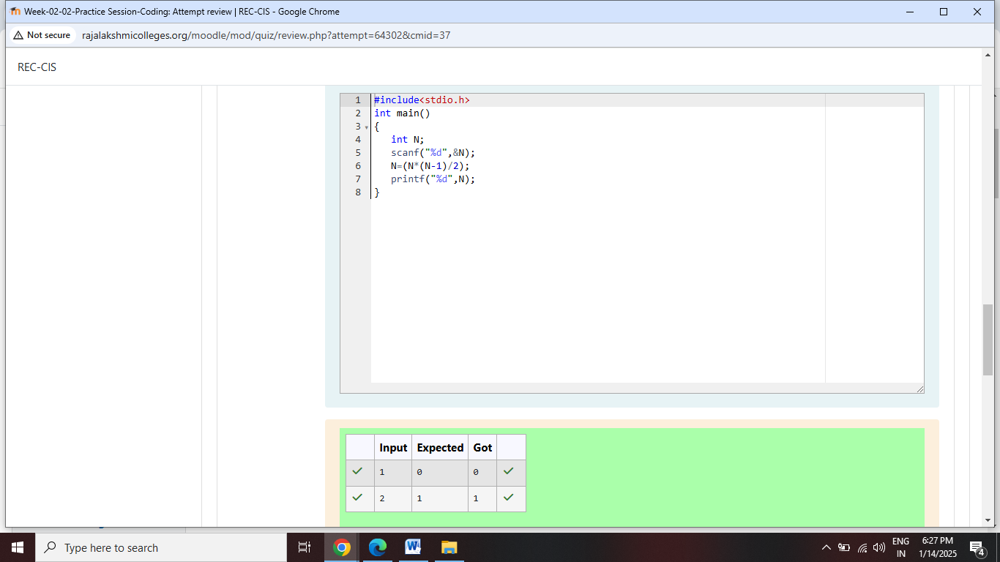 Week-02-02-Practice Session-Coding: Attempt review | REC-CIS - Google Chrome
Not secure rajalakshmicolleges.org/moodle/mod/quiz/review.php?attempt=64302&cmid=37
REC-CIS
1 #include<stdio.h>
2 int main()
3 {
4 int N;
5 scanf("%d",&N);
6 N=(N*(N-1)/2);
7 printf("%d",N);
8 }
Input Expected Got
1 0 0
2 1 1
Type here to search
ENG 6:27 PM
IN 1/14/2025 4